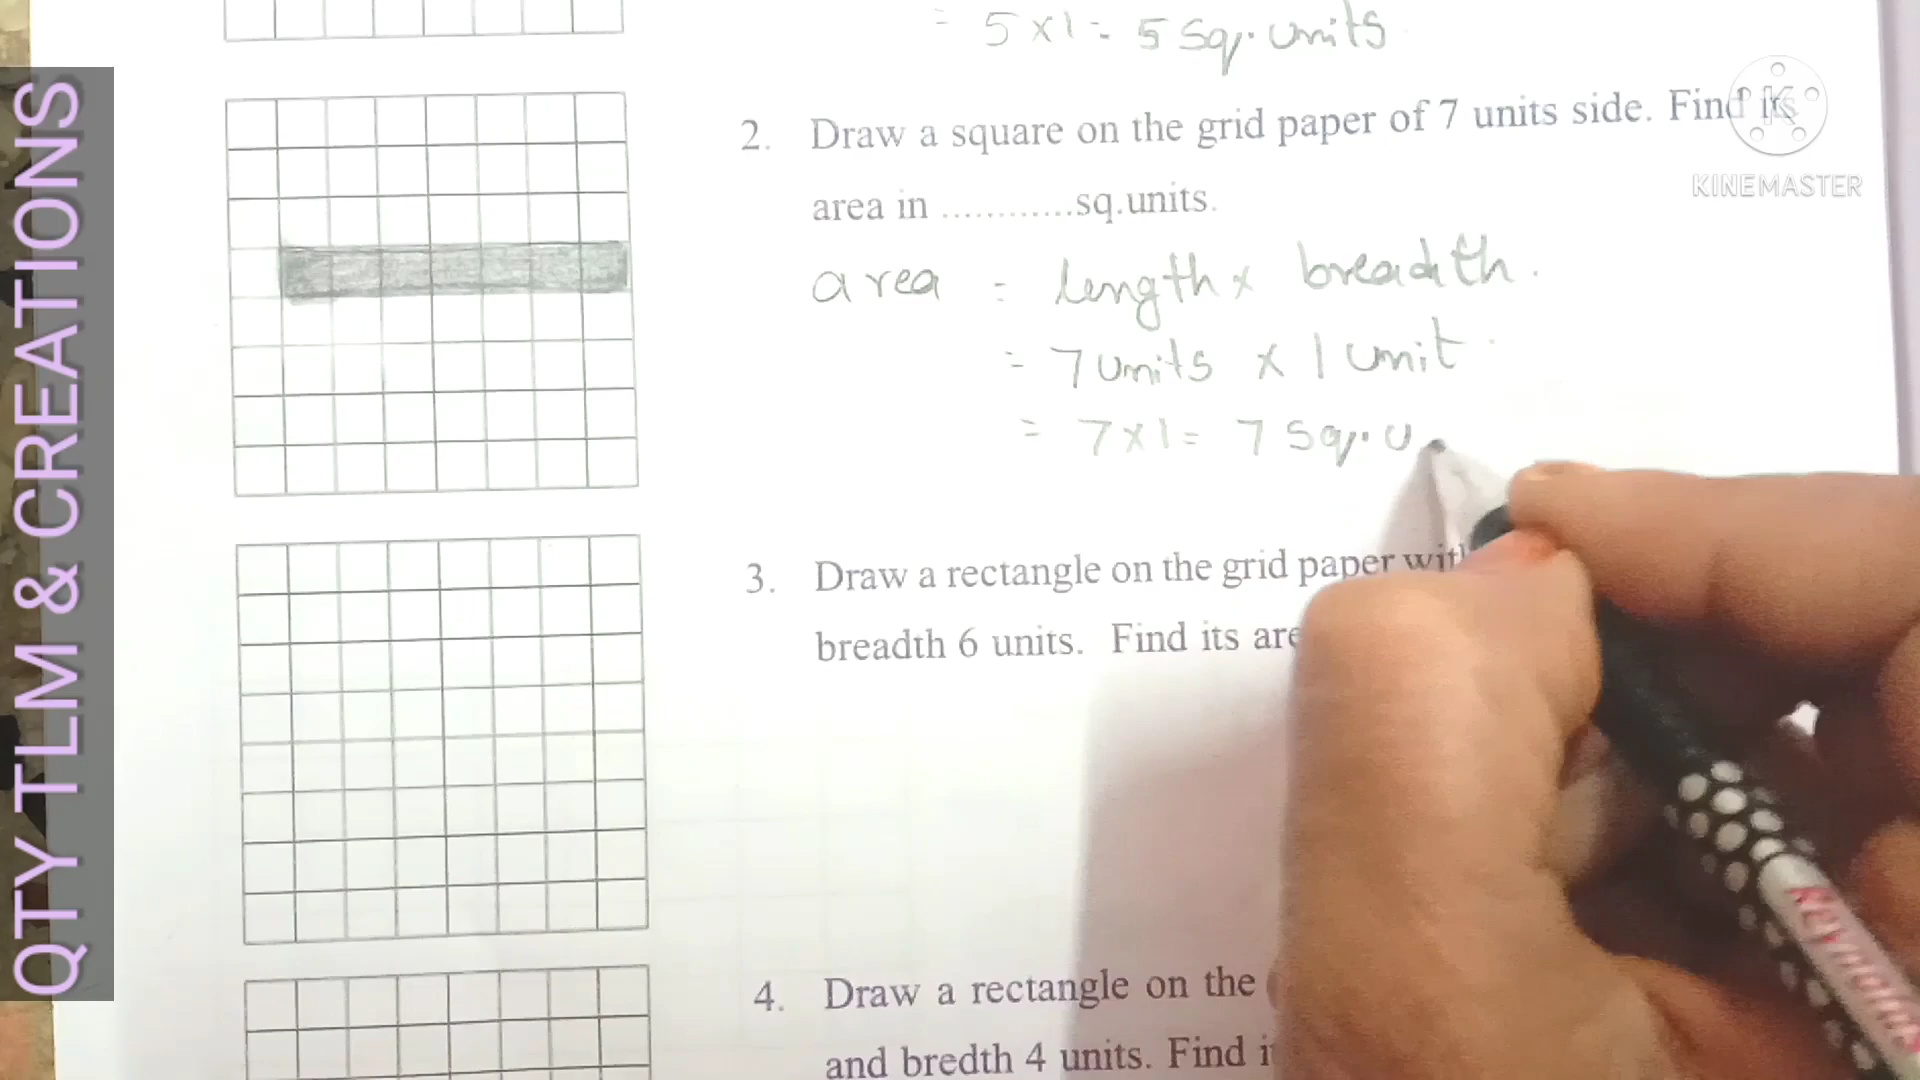 QTY TLM & CREATIONS
= 5 x 1 = 5 Sq. units
KINEMASTER
2. Draw a square on the grid paper of 7 units side. Find its
area in ............sq.units.
area = length x breadth.
= 7 units x 1 unit.
= 7 x 1 = 7 Sq. u
3. Draw a rectangle on the grid paper
breadth 6 units. Find its
4. Draw a rectangle on the
and bredth 4 units. Find